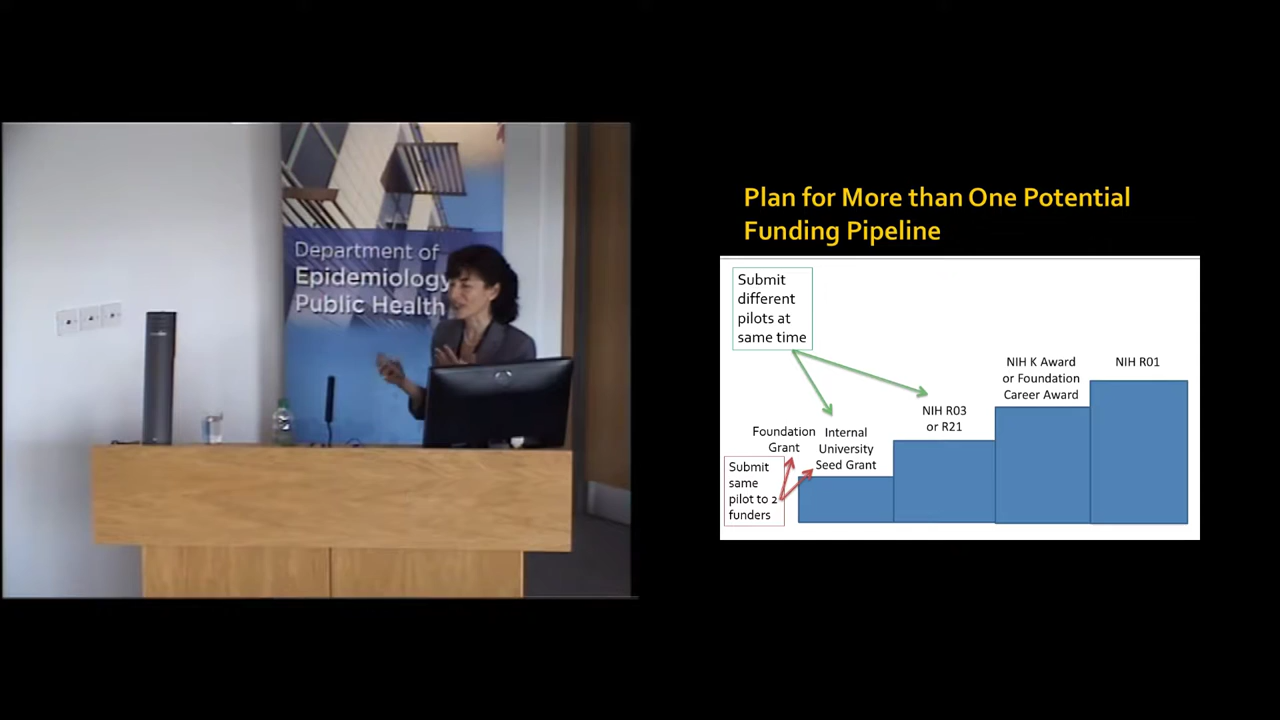 Department of
Epidemiology
Public Health
Plan for More than One Potential
Funding Pipeline
Submit
different
pilots at
same time
NIH K Award
or Foundation
Career Award
NIH R01
NIH R03
or R21
Foundation
Grant
Internal
University
Seed Grant
Submit
same
pilot to 2
funders